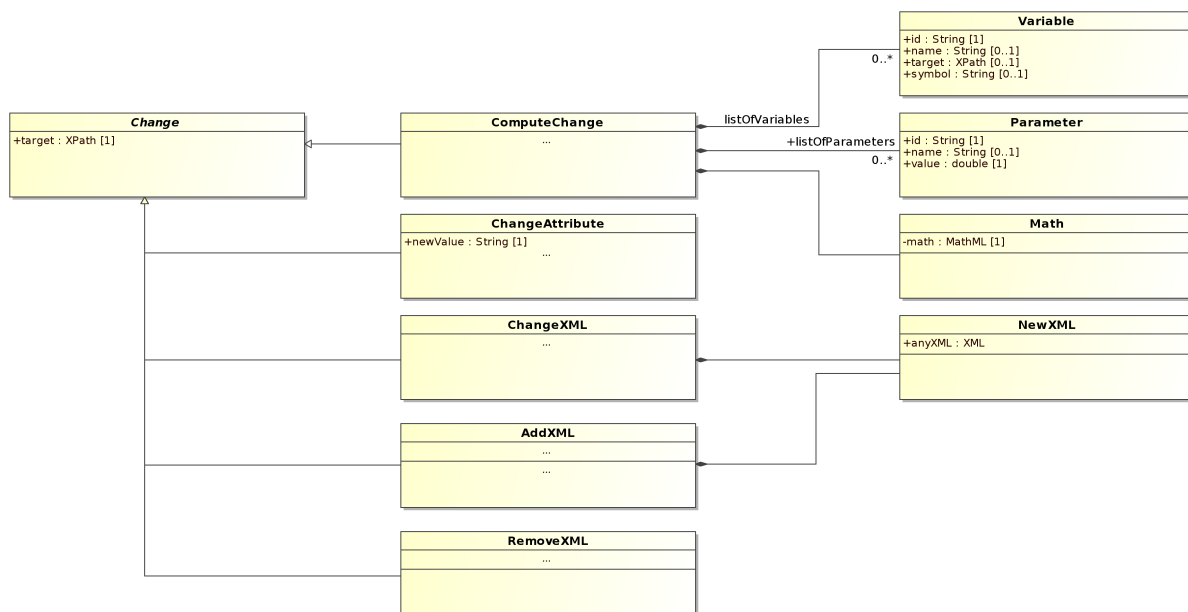 Variable
+id : String [1]
+name : String [0..1]
+target : XPath [0..1]
+symbol : String [0..1]
0..*
listOfVariables
Change
+target : XPath [1]
ComputeChange
...
+listOfParameters
0..*
Parameter
+id : String [1]
+name : String [0..1]
+value : double [1]
ChangeAttribute
+newValue : String [1]
...
Math
-math : MathML [1]
ChangeXML
...
NewXML
+anyXML : XML
AddXML
...
...
RemoveXML
...